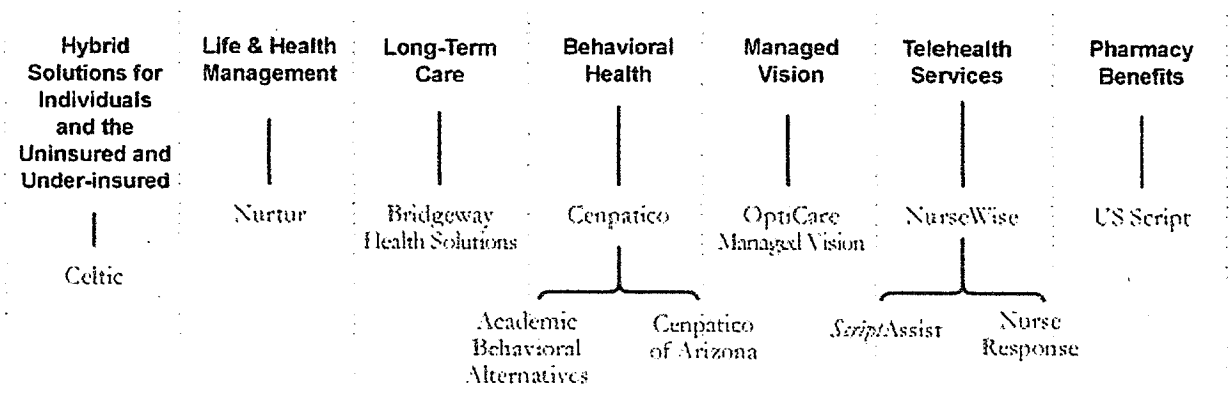 Hybrid
Solutions for
Individuals
and the
Uninsured and
Under-insured
Celtic
Life & Health
Management
Nurtur
Long-Term
Care
Bridgeway
Health Solutions
Behavioral
Health
Cenpatico
Academic
Behavioral
Alternatives
Cenpatico
of Arizona
Managed
Vision
OptiCare
Managed Vision
Telehealth
Services
NurseWise
ScriptAssist
Nurse
Response
Pharmacy
Benefits
US Script